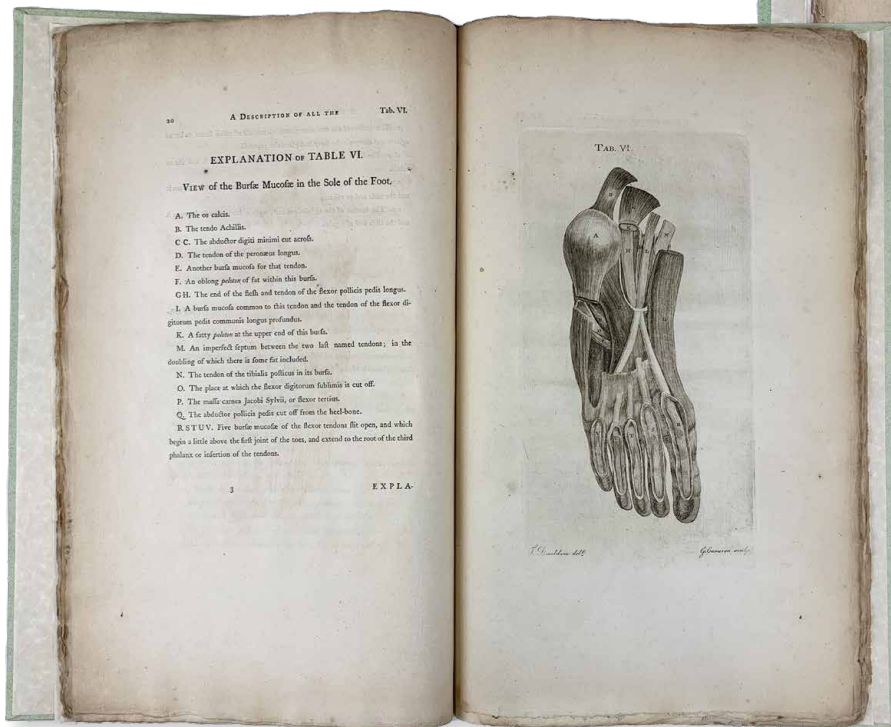 20 A Description of all the Tab. VI.
EXPLANATION OF TABLE VI.
View of the Burſæ Mucoſæ in the Sole of the Foot.
A. The os calcis.
B. The tendo Achillis.
C C. The abductor digiti minimi cut acroſs.
D. The tendon of the peronæus longus.
E. Another burſa mucoſa for that tendon.
F. An oblong peloton of fat within this burſa.
G H. The end of the fleſh and tendon of the flexor pollicis pedis longus.
I. A burſa mucoſa common to this tendon and the tendon of the flexor di-
gitorum pedis communis longus profundus.
K. A fatty peloton at the upper end of this burſa.
M. An imperfect ſeptum between the two laſt named tendons; in the
doubling of which there is ſome fat included.
N. The tendon of the tibialis poſticus in its burſa.
O. The place at which the flexor digitorum ſublimis is cut off.
P. The maſſa carnea Jacobi Sylvii, or flexor tertius.
Q. The abductor pollicis pedis cut off from the heel-bone.
R S T U V. Five burſæ mucoſæ of the flexor tendons ſlit open, and which
begin a little above the firſt joint of the toes, and extend to the root of the third
phalanx or inſertion of the tendons.
3 EXPLA-
Tab. VI.
A
delt.
G. Cameron sculp.